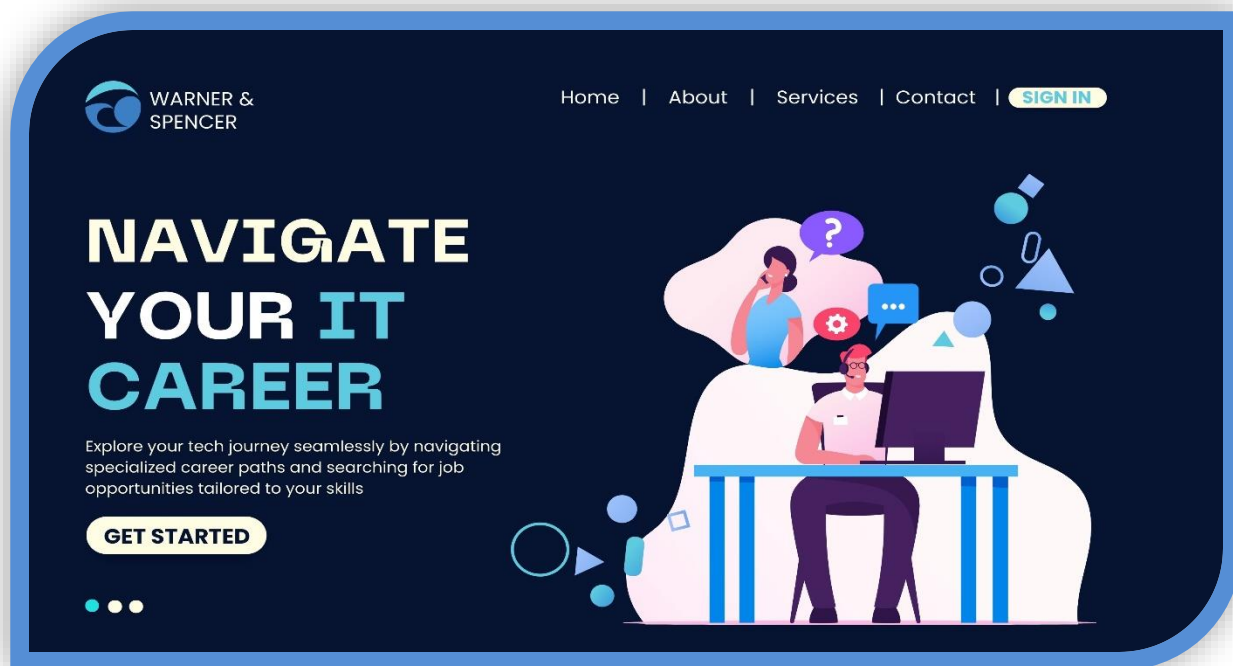 WARNER &
SPENCER
Home | About | Services | Contact | SIGN IN
NAVIGATE
YOUR IT
CAREER
Explore your tech journey seamlessly by navigating
specialized career paths and searching for job
opportunities tailored to your skills
GET STARTED
?